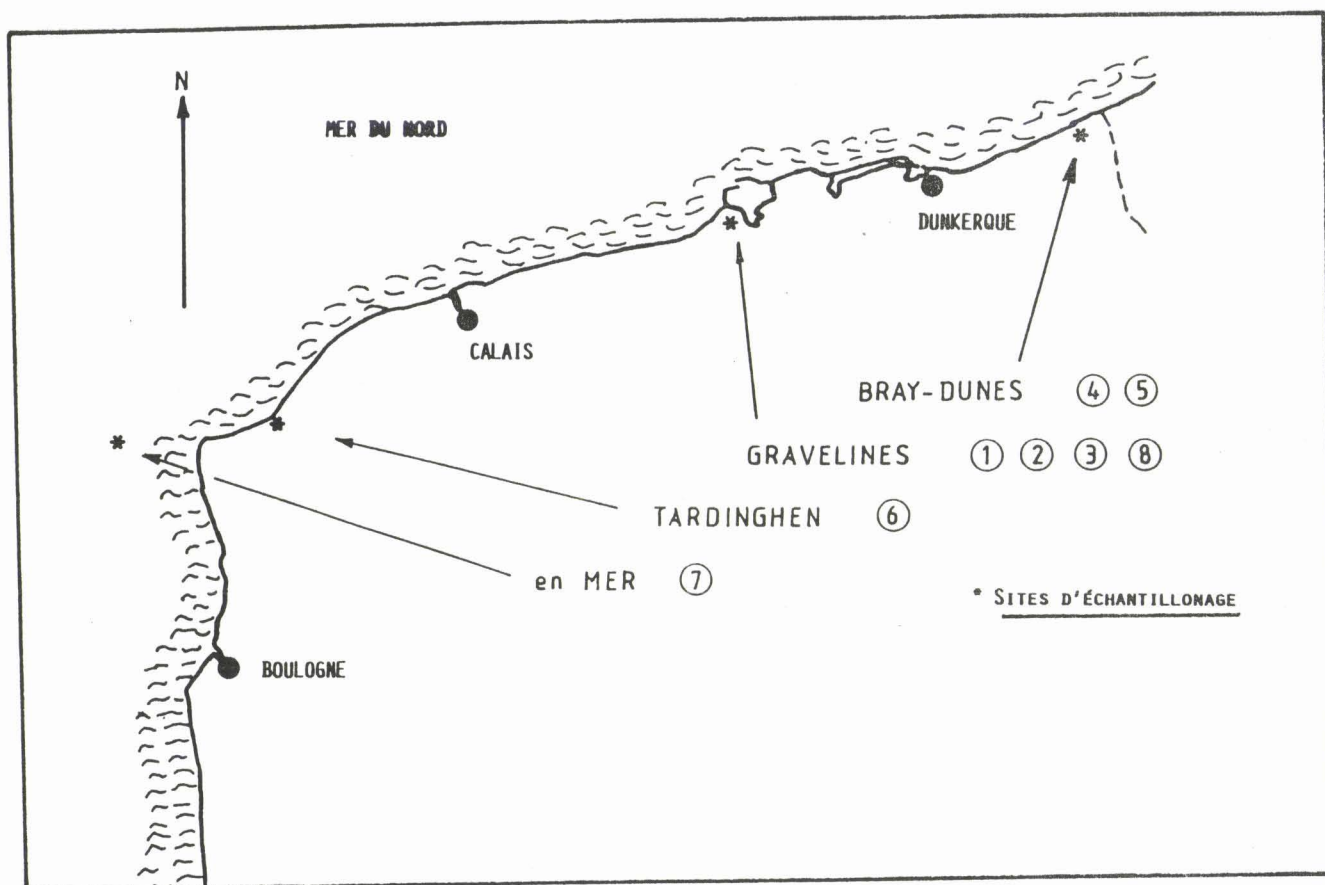 N
MER DU NORD
DUNKERQUE
CALAIS
BRAY-DUNES ④ ⑤
GRAVELINES ① ② ③ ⑧
TARDINGHEN ⑥
en MER ⑦
* SITES D'ÉCHANTILLONAGE
BOULOGNE